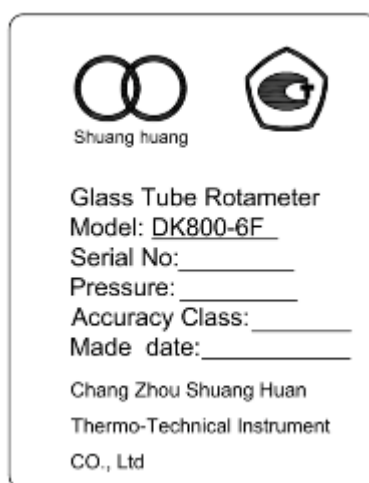 Shuang huang
Glass Tube Rotameter
Model: DK800-6F
Serial No:
Pressure:
Accuracy Class:
Made date:
Chang Zhou Shuang Huan
Thermo-Technical Instrument
CO., Ltd